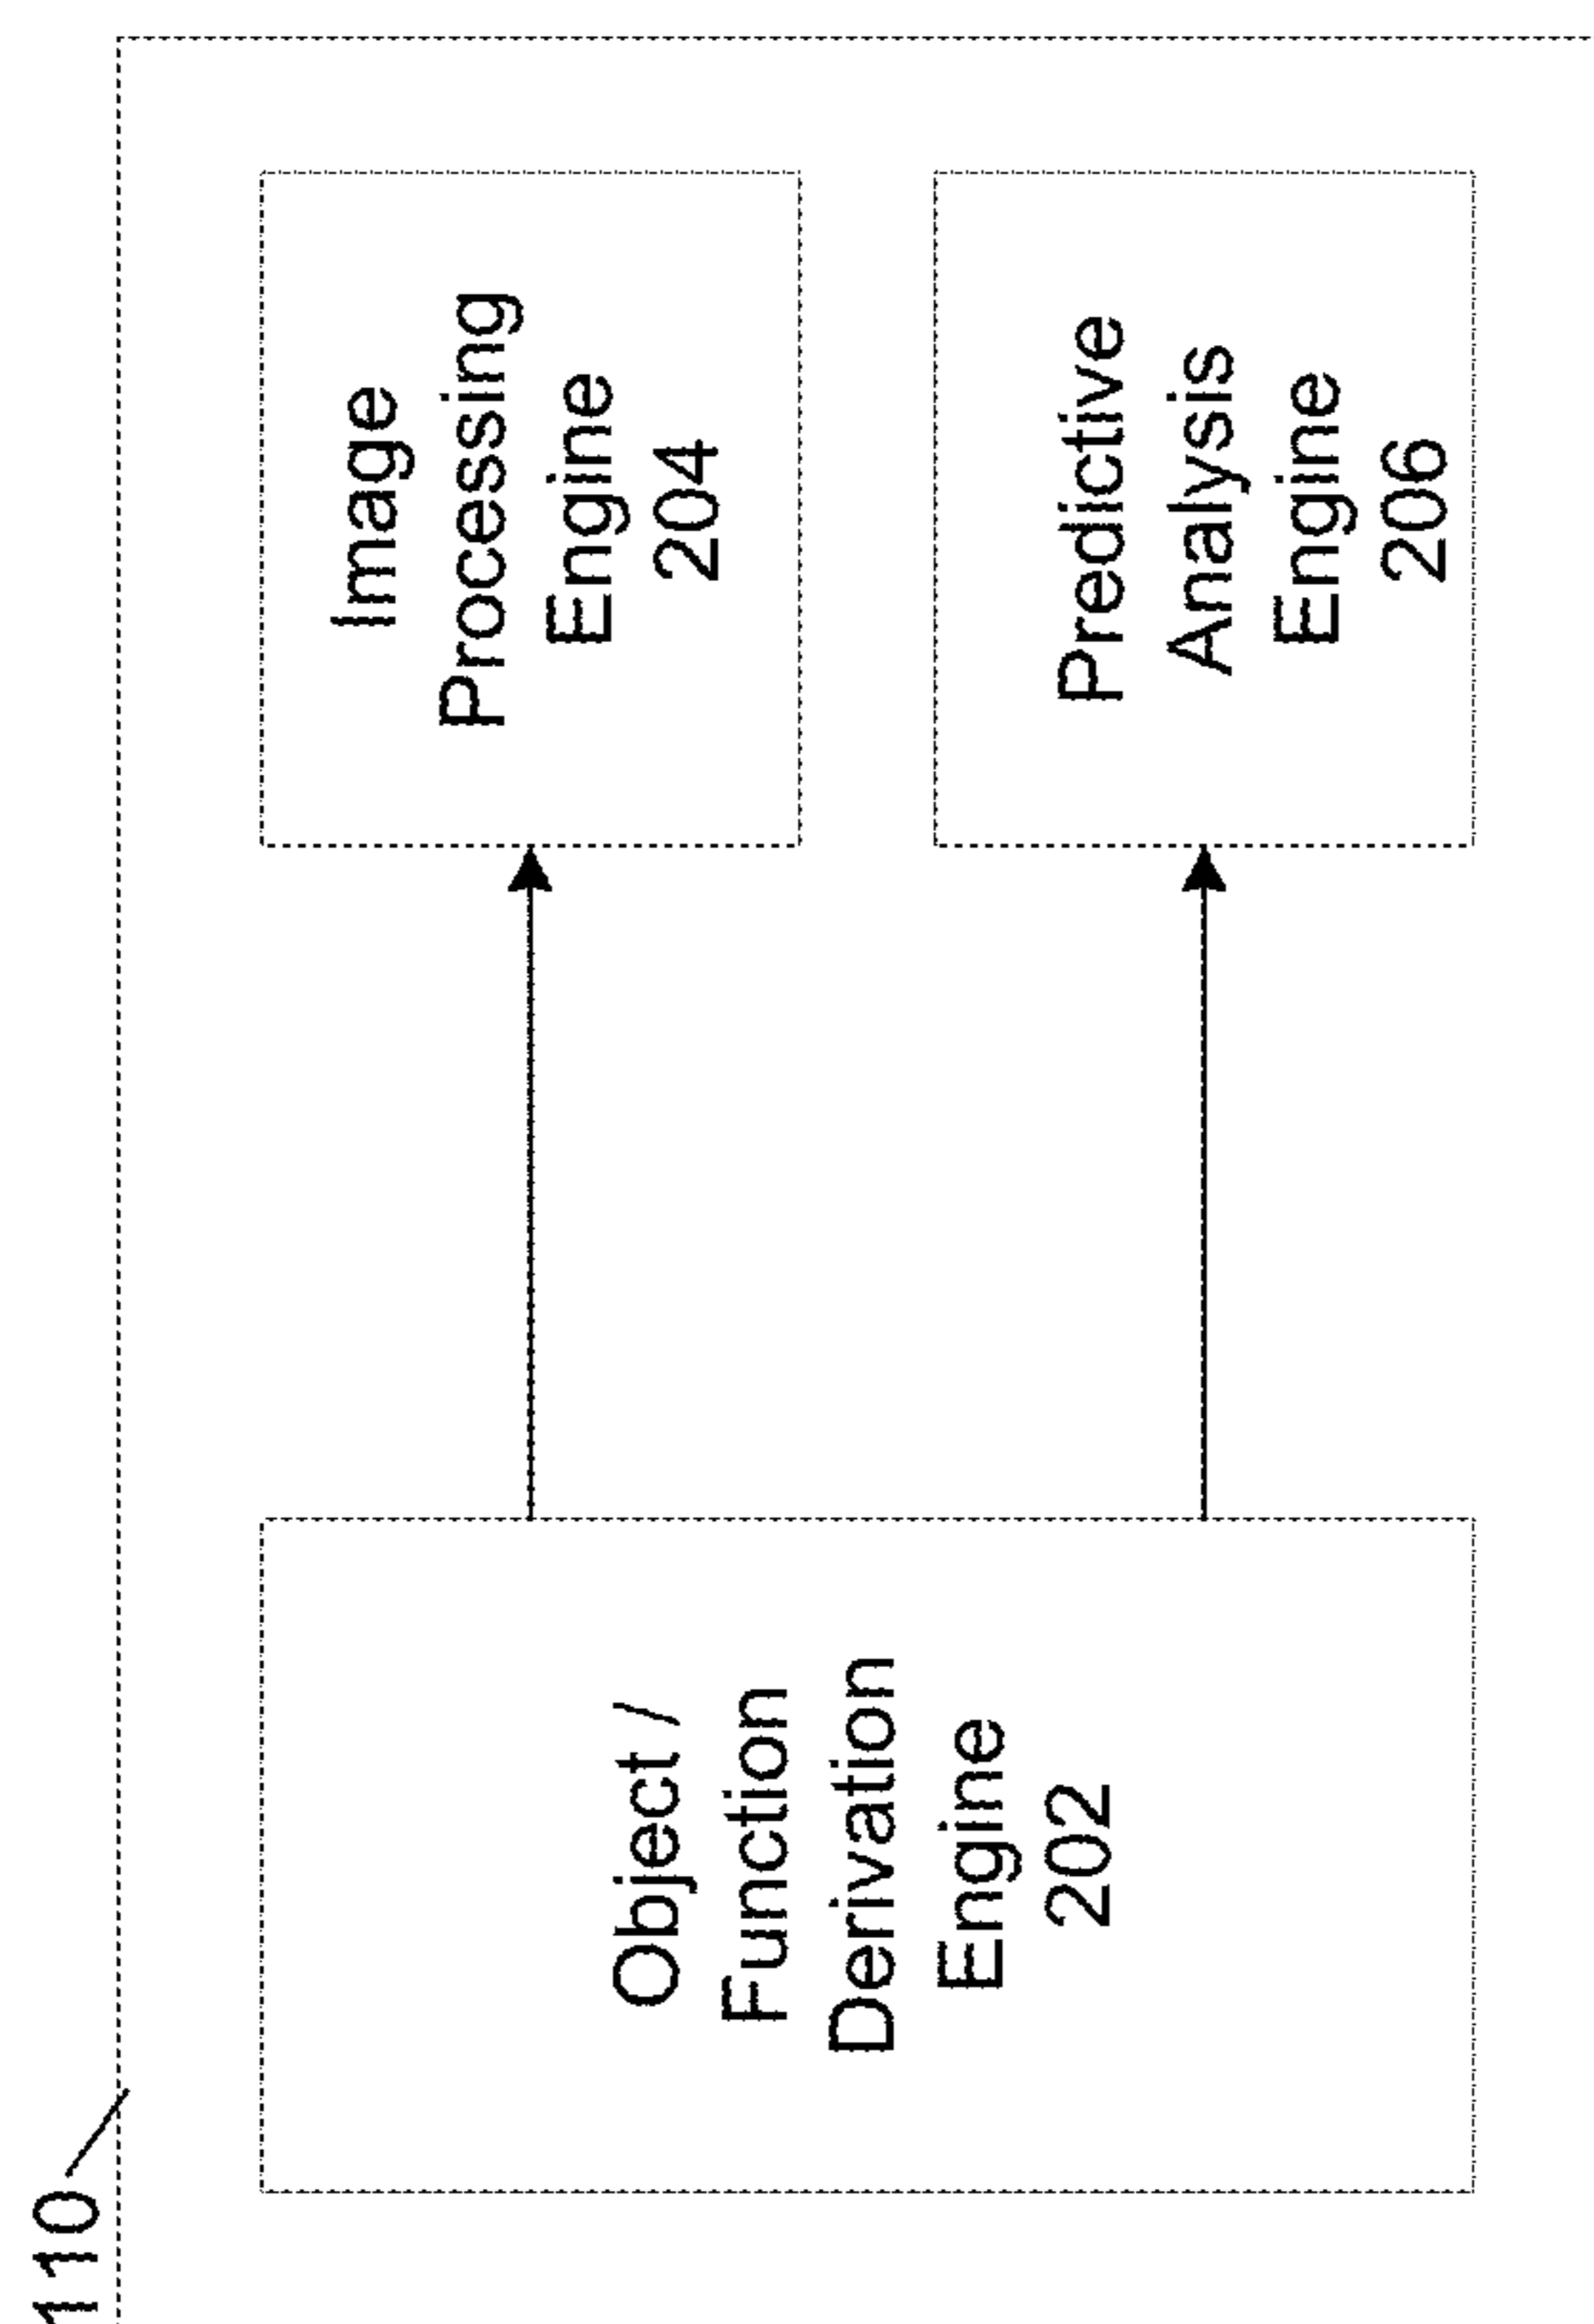 110
Object /
Function
Derivation
Engine
202
Image
Processing
Engine
204
Predictive
Analysis
Engine
206